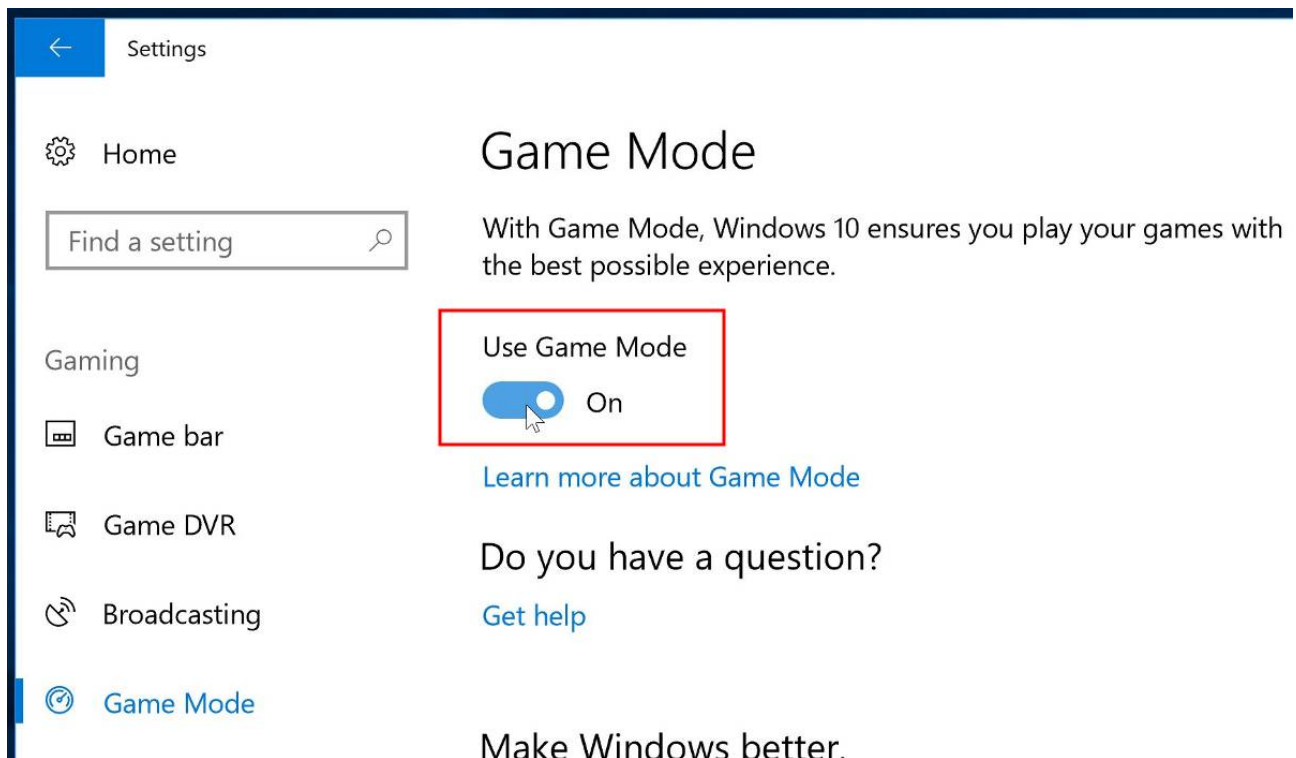 Settings
Home
Find a setting
Gaming
Game bar
Game DVR
Broadcasting
Game Mode
Game Mode
With Game Mode, Windows 10 ensures you play your games with
the best possible experience.
Use Game Mode
On
Learn more about Game Mode
Do you have a question?
Get help
Make Windows better.